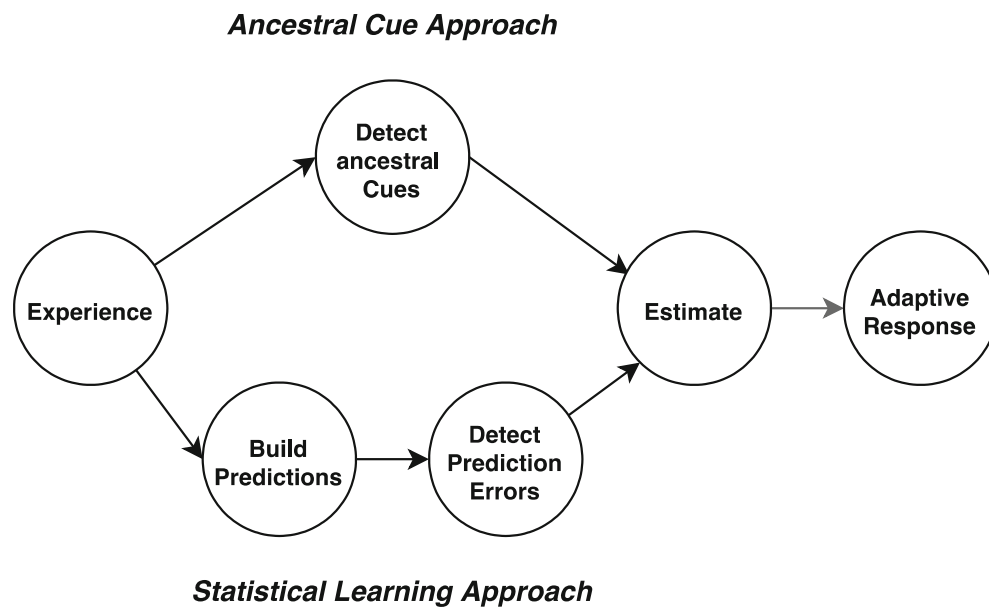 Ancestral Cue Approach
Detect
ancestral
Cues
Experience
Estimate
Adaptive
Response
Build
Predictions
Detect
Prediction
Errors
Statistical Learning Approach